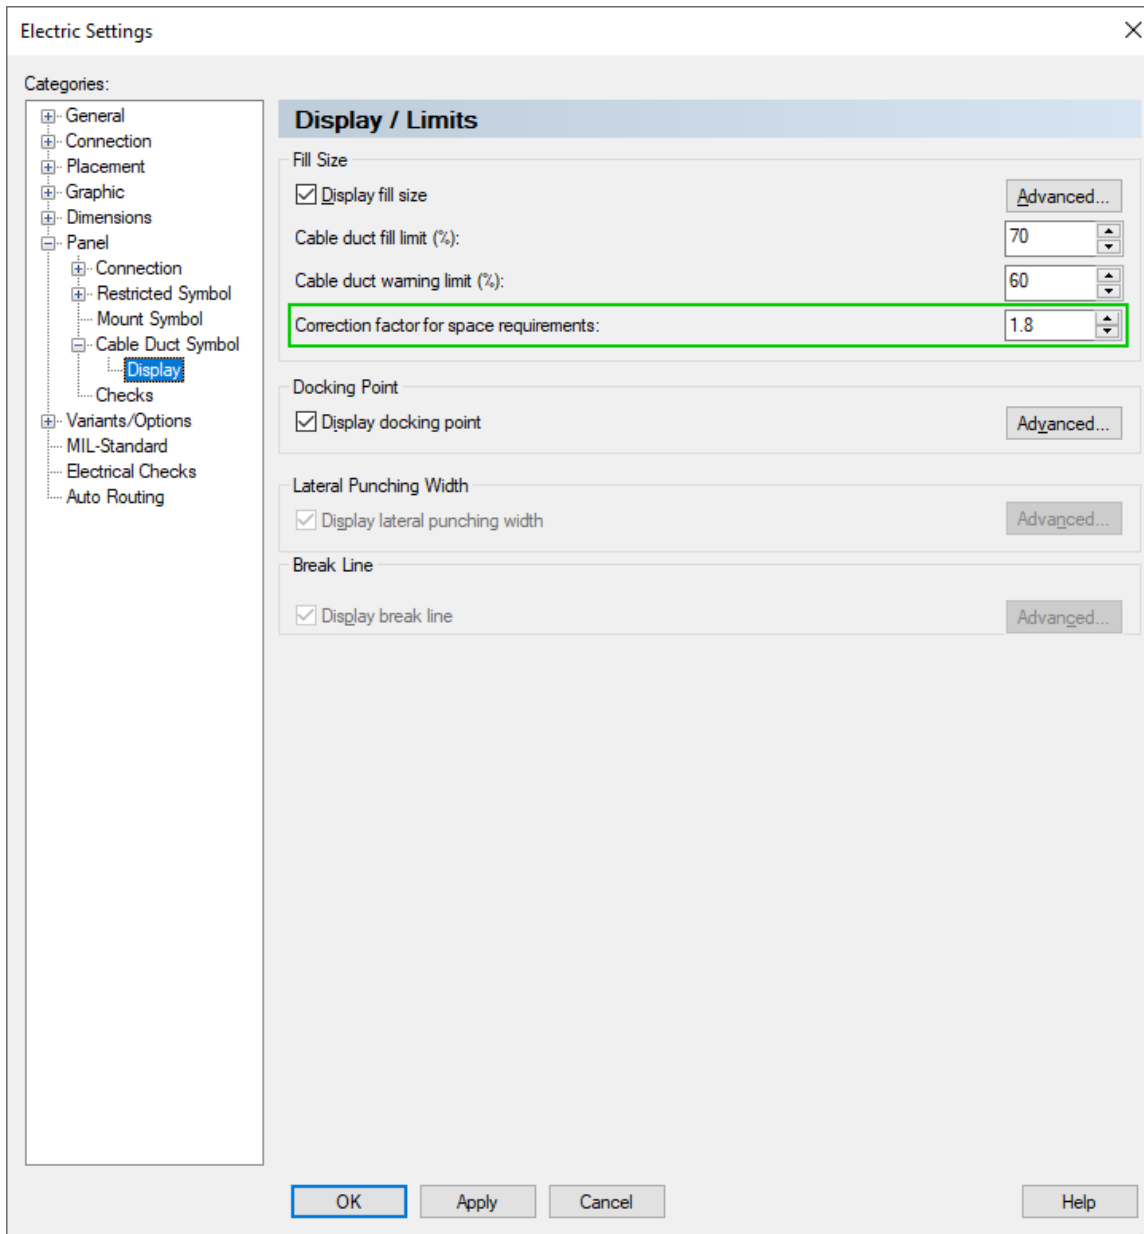 Electric Settings
Categories:
General
Connection
Placement
Graphic
Dimensions
Panel
Connection
Restricted Symbol
Mount Symbol
Cable Duct Symbol
Display
Checks
Variants/Options
MIL-Standard
Electrical Checks
Auto Routing
Display / Limits
Fill Size
Display fill size
Advanced...
Cable duct fill limit (%):
70
Cable duct warning limit (%):
60
Correction factor for space requirements:
1.8
Docking Point
Display docking point
Advanced...
Lateral Punching Width
Display lateral punching width
Advanced...
Break Line
Display break line
Advanced...
OK
Apply
Cancel
Help